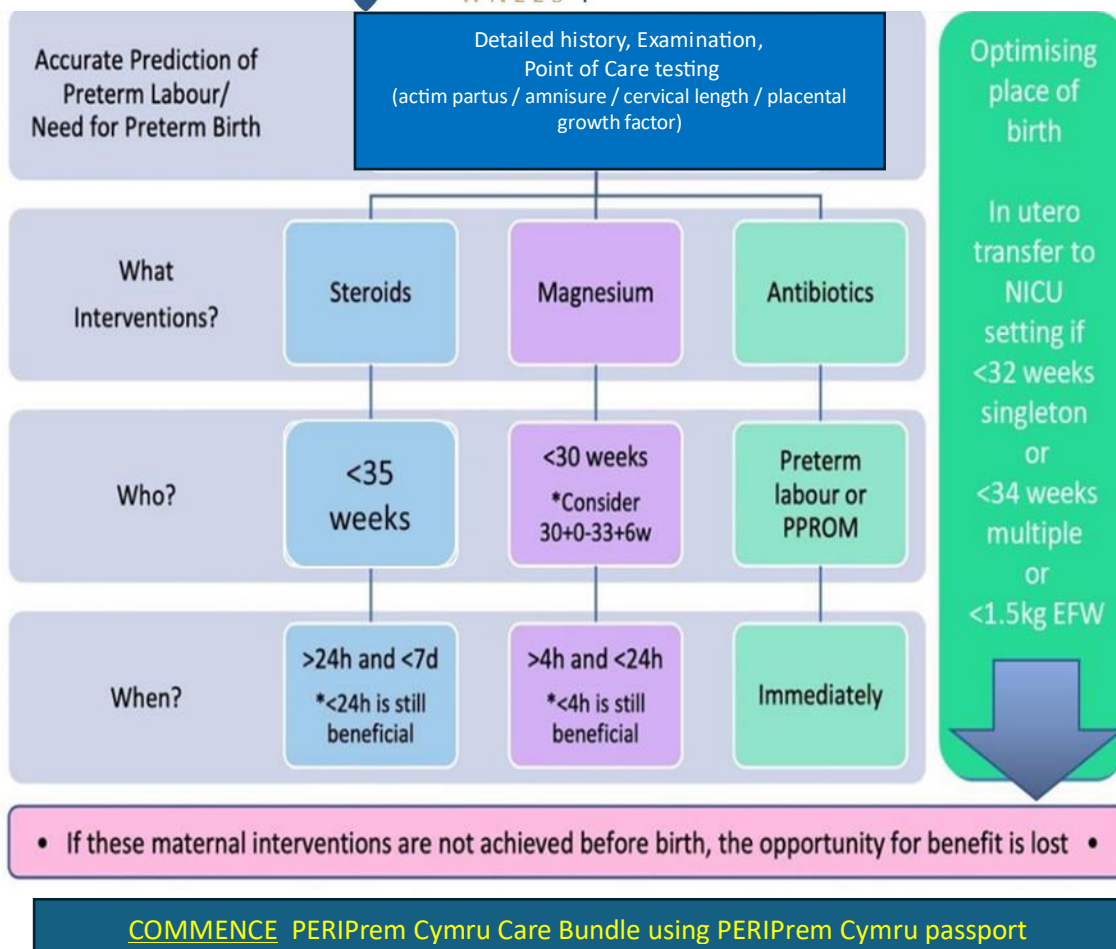 Accurate Prediction of
Preterm Labour/
Need for Preterm Birth
Detailed history, Examination,
Point of Care testing
(actim partus / amnisure / cervical length / placental
growth factor)
What
Interventions?
Steroids
Magnesium
Antibiotics
Who?
<35
weeks
<30 weeks
*Consider
30+0-33+6w
Preterm
labour or
PPROM
When?
>24h and <7d
*<24h is still
beneficial
>4h and <24h
*<4h is still
beneficial
Immediately
Optimising
place of
birth
In utero
transfer to
NICU
setting if
<32 weeks
singleton
or
<34 weeks
multiple
or
<1.5kg EFW
• If these maternal interventions are not achieved before birth, the opportunity for benefit is lost •
COMMENCE PERIPrem Cymru Care Bundle using PERIPrem Cymru passport